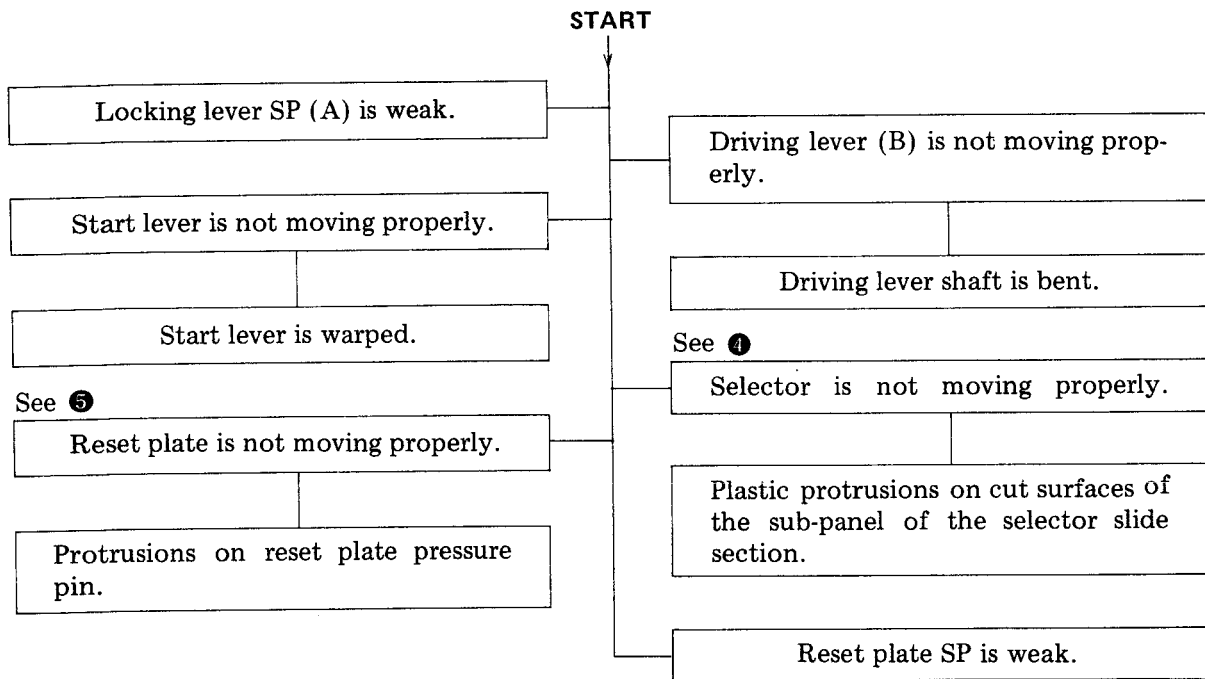 START
Locking lever SP (A) is weak.
Driving lever (B) is not moving prop-
erly.
Start lever is not moving properly.
Driving lever shaft is bent.
Start lever is warped.
See ❹
Selector is not moving properly.
See ❺
Reset plate is not moving properly.
Plastic protrusions on cut surfaces of
the sub-panel of the selector slide
section.
Protrusions on reset plate pressure
pin.
Reset plate SP is weak.